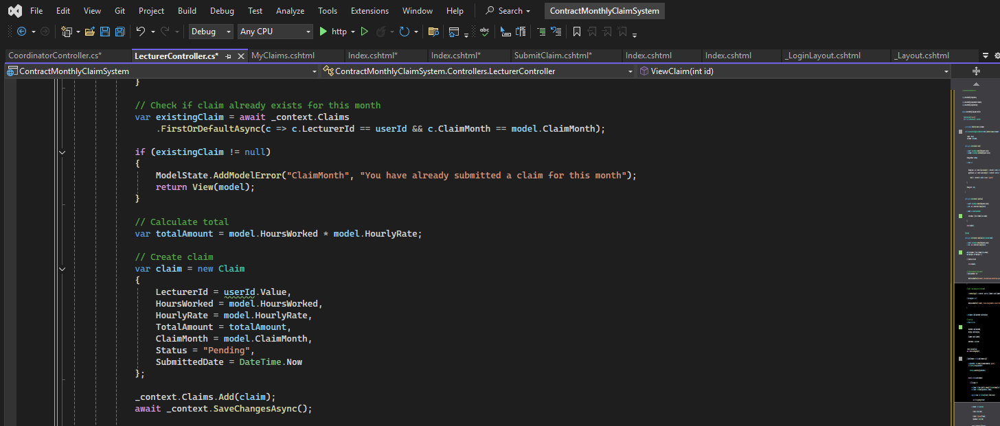 File Edit View Git Project Build Debug Test Analyze Tools Extensions Window Help Search ContractMonthlyClaimSystem
Debug Any CPU http
CoordinatorController.cs* LecturerController.cs* MyClaims.cshtml Index.cshtml* Index.cshtml* SubmitClaim.cshtml* Index.cshtml Index.cshtml _LoginLayout.cshtml _Layout.cshtml
ContractMonthlyClaimSystem ContractMonthlyClaimSystem.Controllers.LecturerController ViewClaim(int id)
}
// Check if claim already exists for this month
var existingClaim = await _context.Claims
.FirstOrDefaultAsync(c => c.LecturerId == userId && c.ClaimMonth == model.ClaimMonth);
if (existingClaim != null)
{
ModelState.AddModelError("ClaimMonth", "You have already submitted a claim for this month");
return View(model);
}
// Calculate total
var totalAmount = model.HoursWorked * model.HourlyRate;
// Create claim
var claim = new Claim
{
LecturerId = userId.Value,
HoursWorked = model.HoursWorked,
HourlyRate = model.HourlyRate,
TotalAmount = totalAmount,
ClaimMonth = model.ClaimMonth,
Status = "Pending",
SubmittedDate = DateTime.Now
};
_context.Claims.Add(claim);
await _context.SaveChangesAsync();